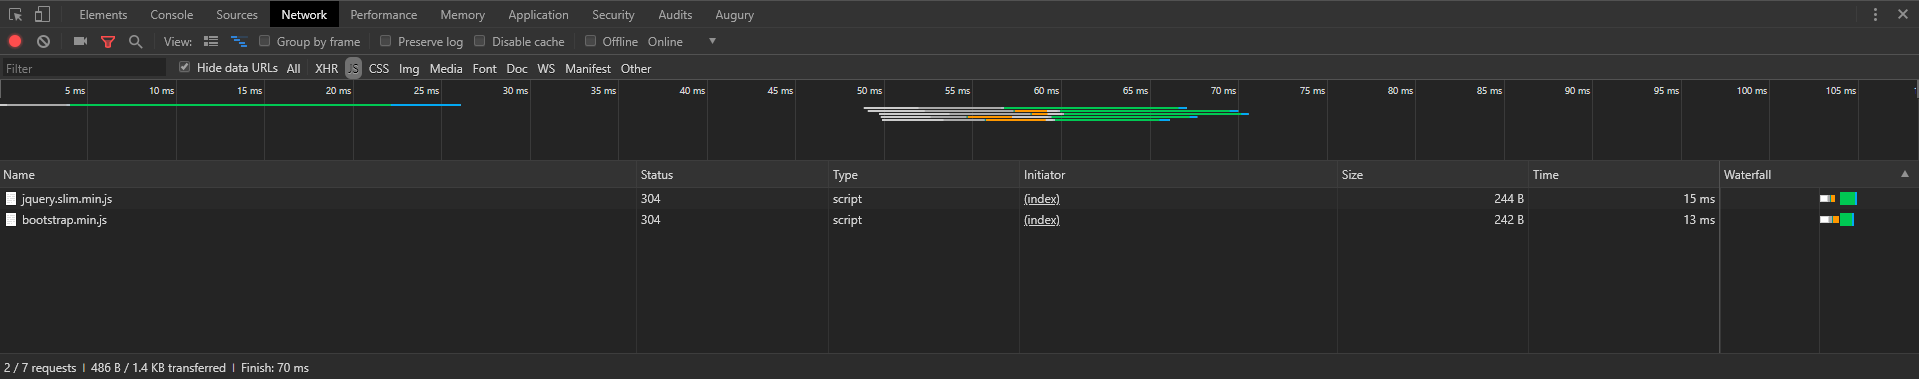 Elements Console Sources Network Performance Memory Application Security Audits Augury
View: Group by frame Preserve log Disable cache Offline Online
Filter Hide data URLs All XHR JS CSS Img Media Font Doc WS Manifest Other
5 ms 10 ms 15 ms 20 ms 25 ms 30 ms 35 ms 40 ms 45 ms 50 ms 55 ms 60 ms 65 ms 70 ms 75 ms 80 ms 85 ms 90 ms 95 ms 100 ms 105 ms
Name Status Type Initiator Size Time Waterfall
jquery.slim.min.js 304 script (index) 244 B 15 ms
bootstrap.min.js 304 script (index) 242 B 13 ms
2 / 7 requests 486 B / 1.4 KB transferred Finish: 70 ms